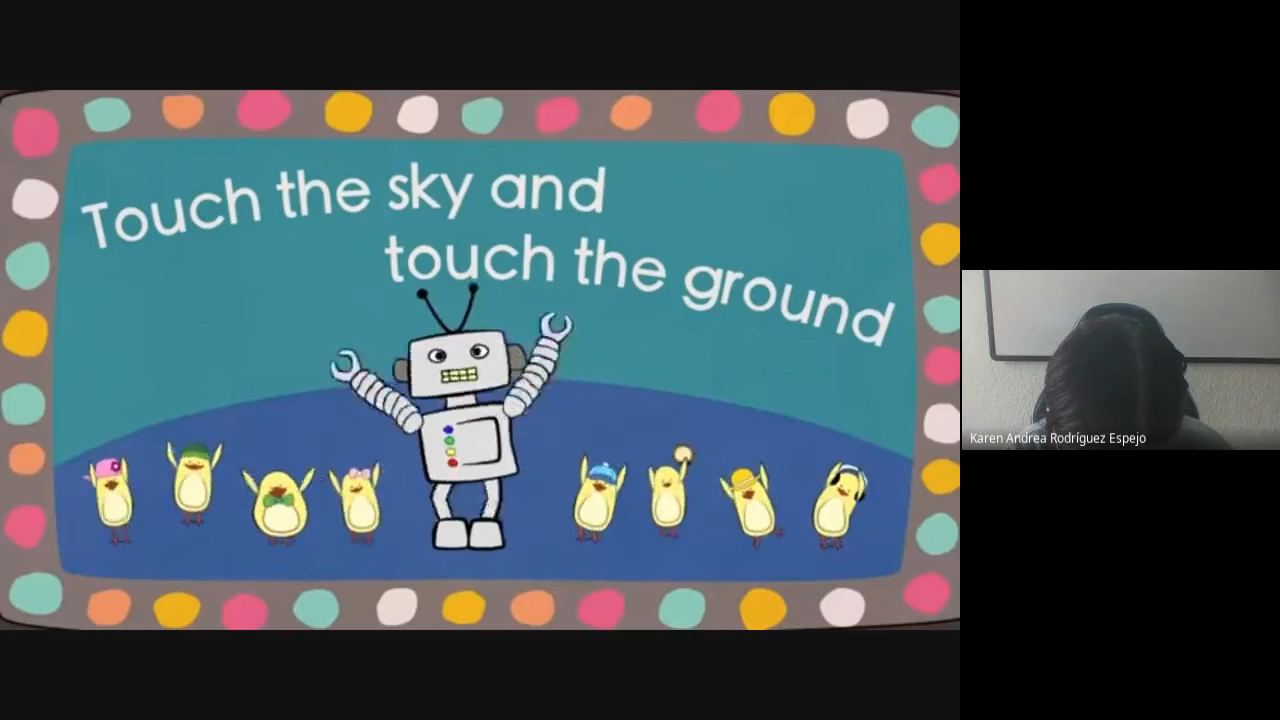 Touch the sky and
touch the ground
Karen Andrea Rodríguez Espejo